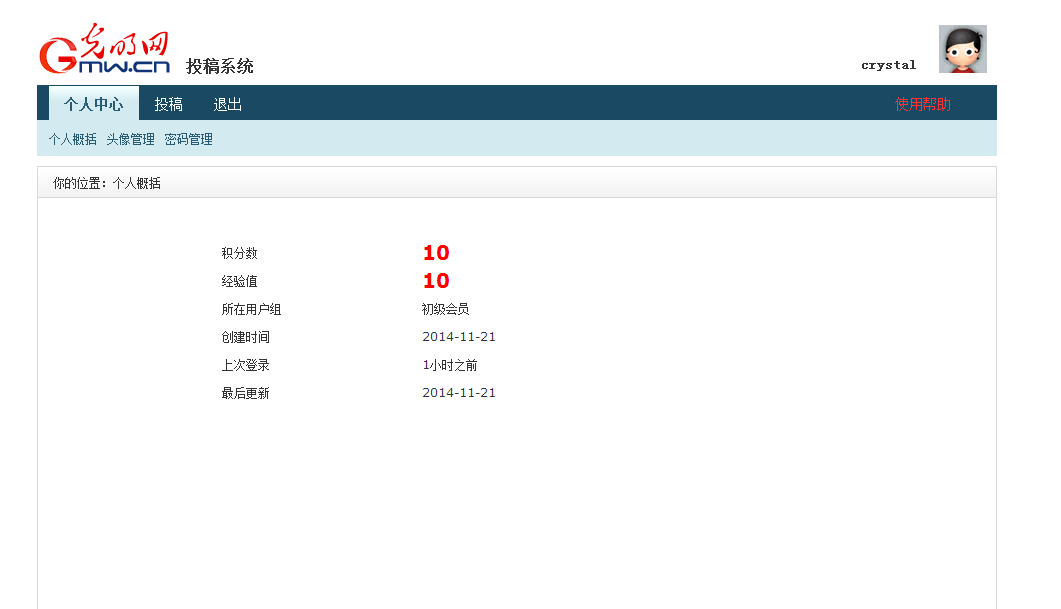 光明网
Gmw.cn 投稿系统
crystal
个人中心 投稿 退出 使用帮助
个人概括 头像管理 密码管理
你的位置：个人概括
积分数 10
经验值 10
所在用户组 初级会员
创建时间 2014-11-21
上次登录 1小时之前
最后更新 2014-11-21